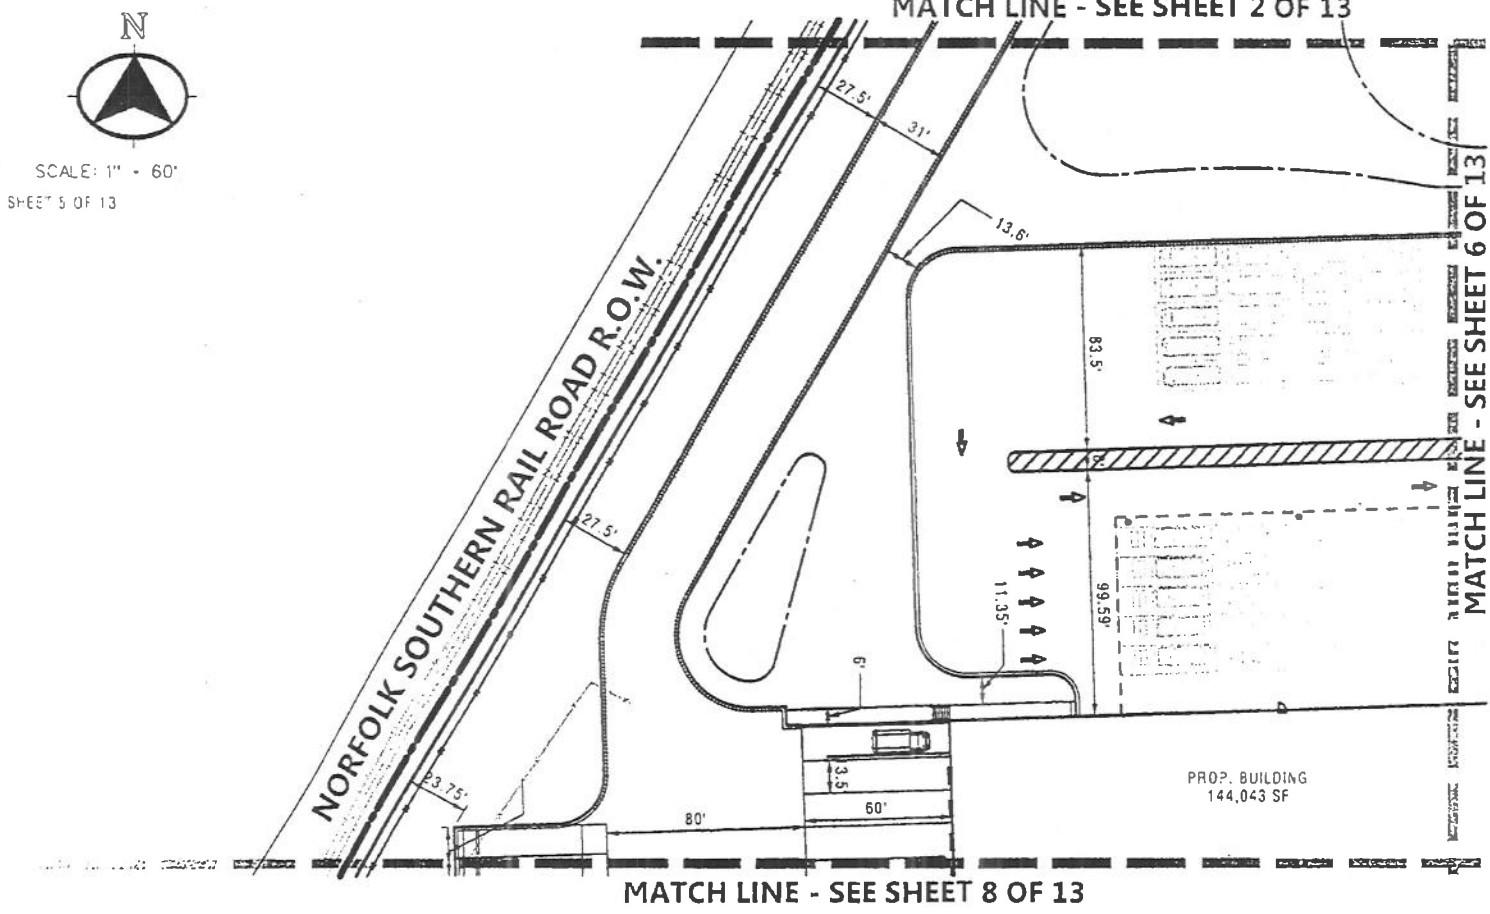 MATCH LINE - SEE SHEET 2 OF 13
N
SCALE: 1" = 60'
SHEET 5 OF 13
27.5'
31'
13.6'
MATCH LINE - SEE SHEET 6 OF 13
NORFOLK SOUTHERN RAIL ROAD R.O.W.
83.5'
27.5'
99.59'
11.35'
6'
23.75'
13.5
60'
80'
PROP. BUILDING
144,043 SF
MATCH LINE - SEE SHEET 8 OF 13